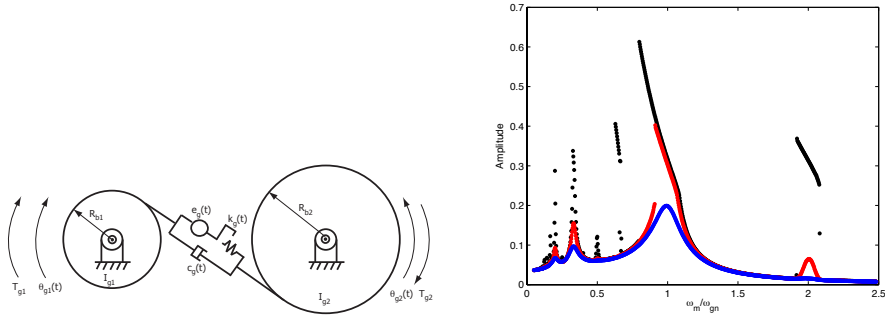 R_b1
I_g1
T_g1
θ_g1(t)
e_g(t)
k_g(t)
c_g(t)
R_b2
I_g2
θ_g2(t)
T_g2
Amplitude
0.7
0.6
0.5
0.4
0.3
0.2
0.1
0
0
0.5
1
1.5
2
2.5
ω_m/ω_gn